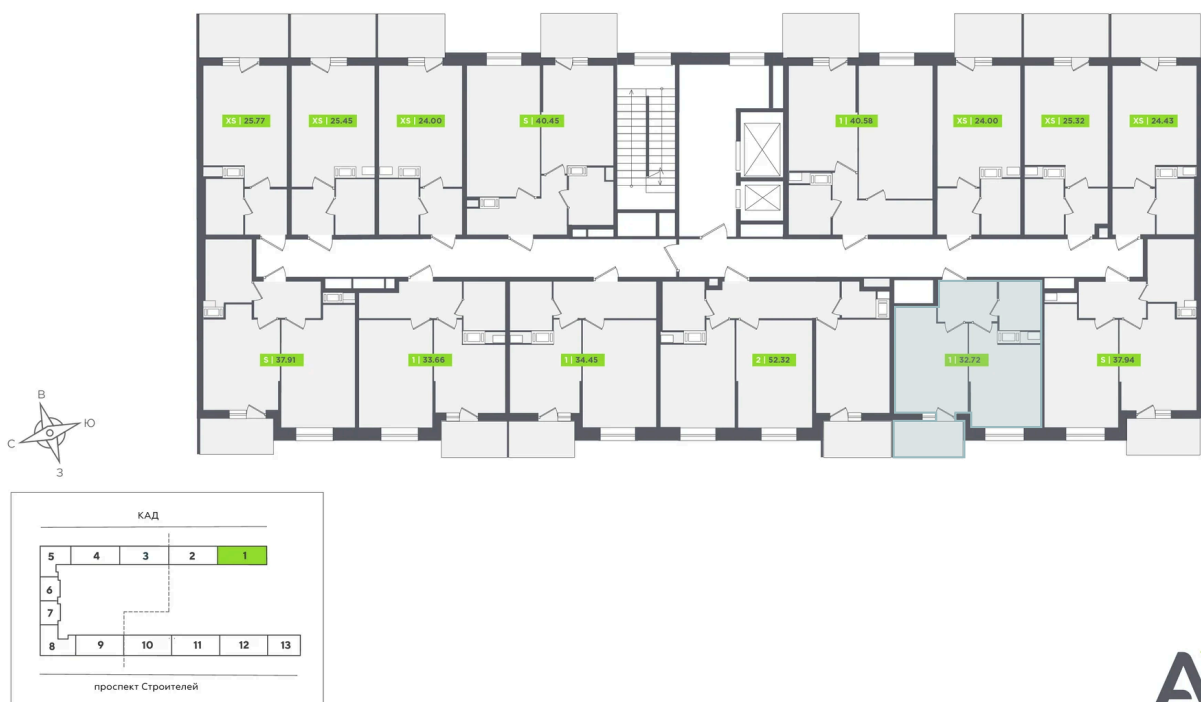 XS | 25.77
XS | 25.45
XS | 24.00
S | 40.45
1 | 40.58
XS | 24.00
XS | 25.32
XS | 24.43
S | 37.91
1 | 33.66
1 | 34.45
2 | 52.32
1 | 32.72
S | 37.94
В
Ю
С
З
КАД
5 4 3 2 1
6
7
8 9 10 11 12 13
проспект Строителей